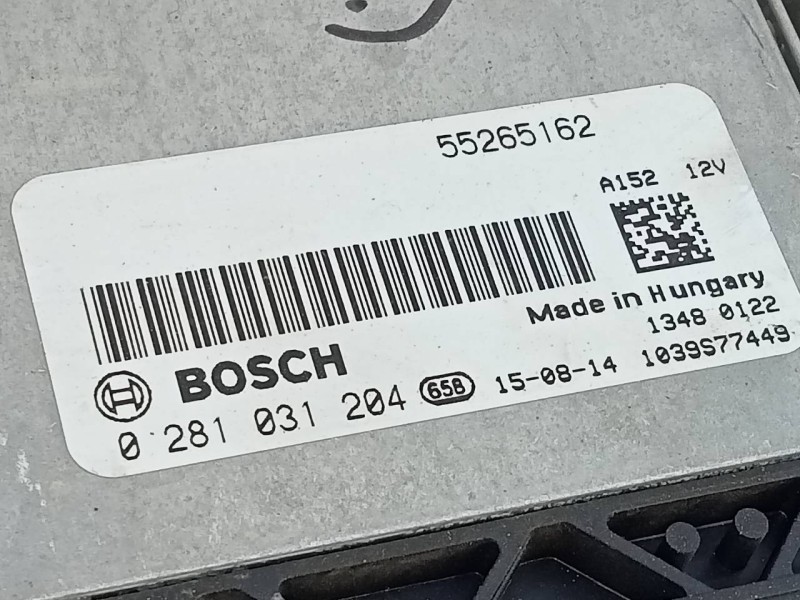 55265162
A152 12V
Made in Hungary
1348 0122
BOSCH
0 281 031 204 658 15-08-14 1039S77449